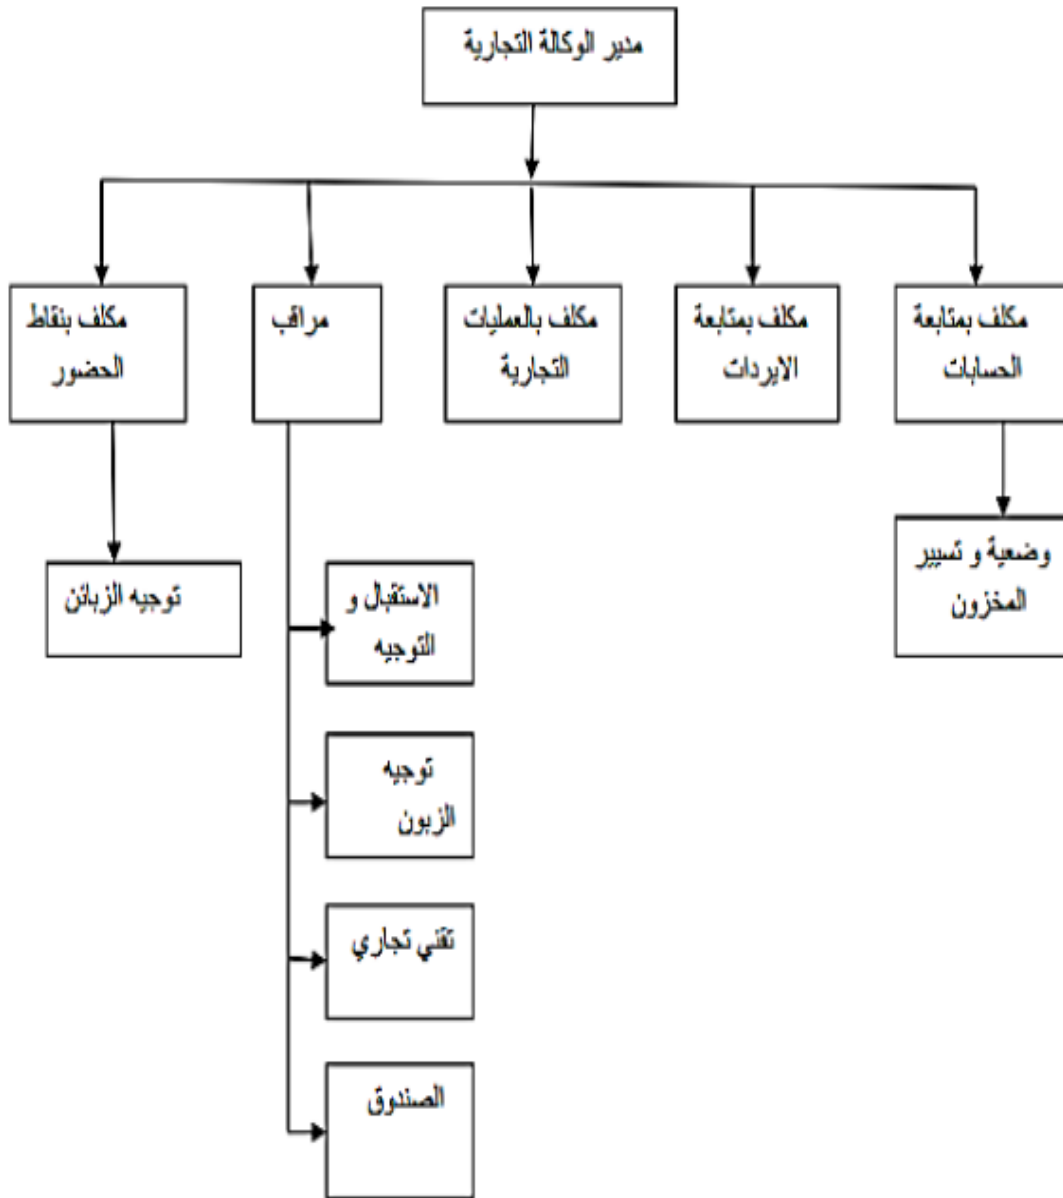 مدير الوكالة التجارية
مكلف بمتابعة
الحسابات
مكلف بمتابعة
الايردات
مكلف بالعمليات
التجارية
مراقب
مكلف بنقاط
الحضور
وضعية و تسيير
المخزون
توجيه الزبائن
الاستقبال و
التوجيه
توجيه
الزبون
تقني تجاري
الصندوق